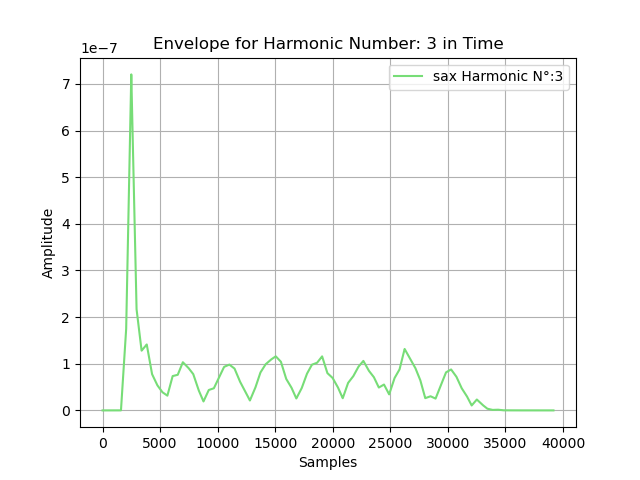 Envelope for Harmonic Number: 3 in Time
1e−7
sax Harmonic N°:3
7
6
5
4
3
2
1
0
Amplitude
0 5000 10000 15000 20000 25000 30000 35000 40000
Samples